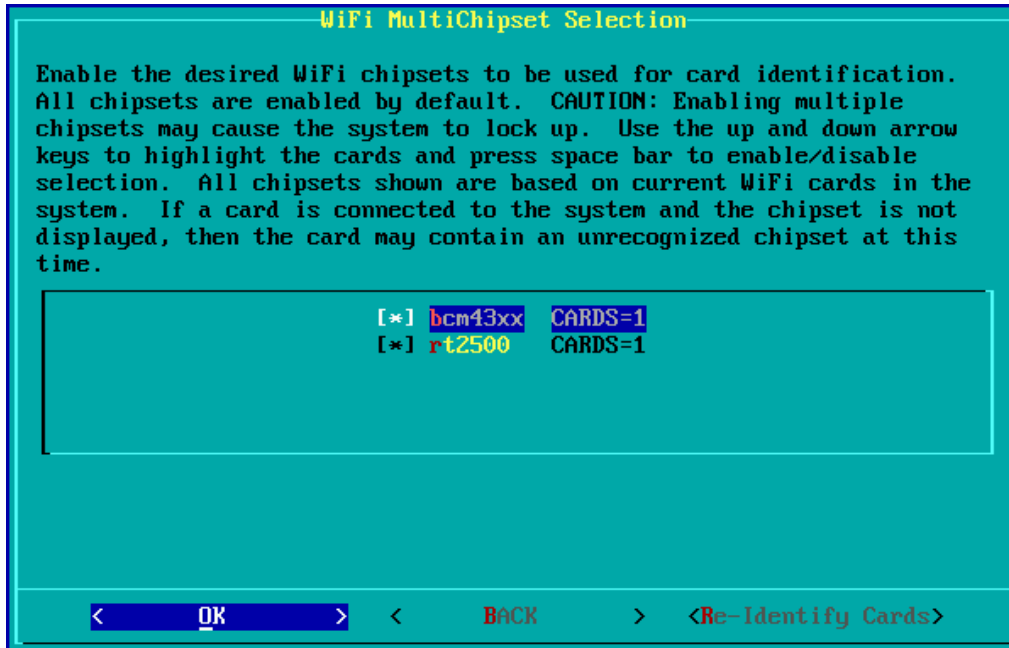 WiFi MultiChipset Selection
Enable the desired WiFi chipsets to be used for card identification.
All chipsets are enabled by default.  CAUTION: Enabling multiple
chipsets may cause the system to lock up.  Use the up and down arrow
keys to highlight the cards and press space bar to enable/disable
selection.  All chipsets shown are based on current WiFi cards in the
system.  If a card is connected to the system and the chipset is not
displayed, then the card may contain an unrecognized chipset at this
time.
[*] bcm43xx  CARDS=1
[*] rt2500   CARDS=1
<  OK  >  <  BACK  >  <Re-Identify Cards>